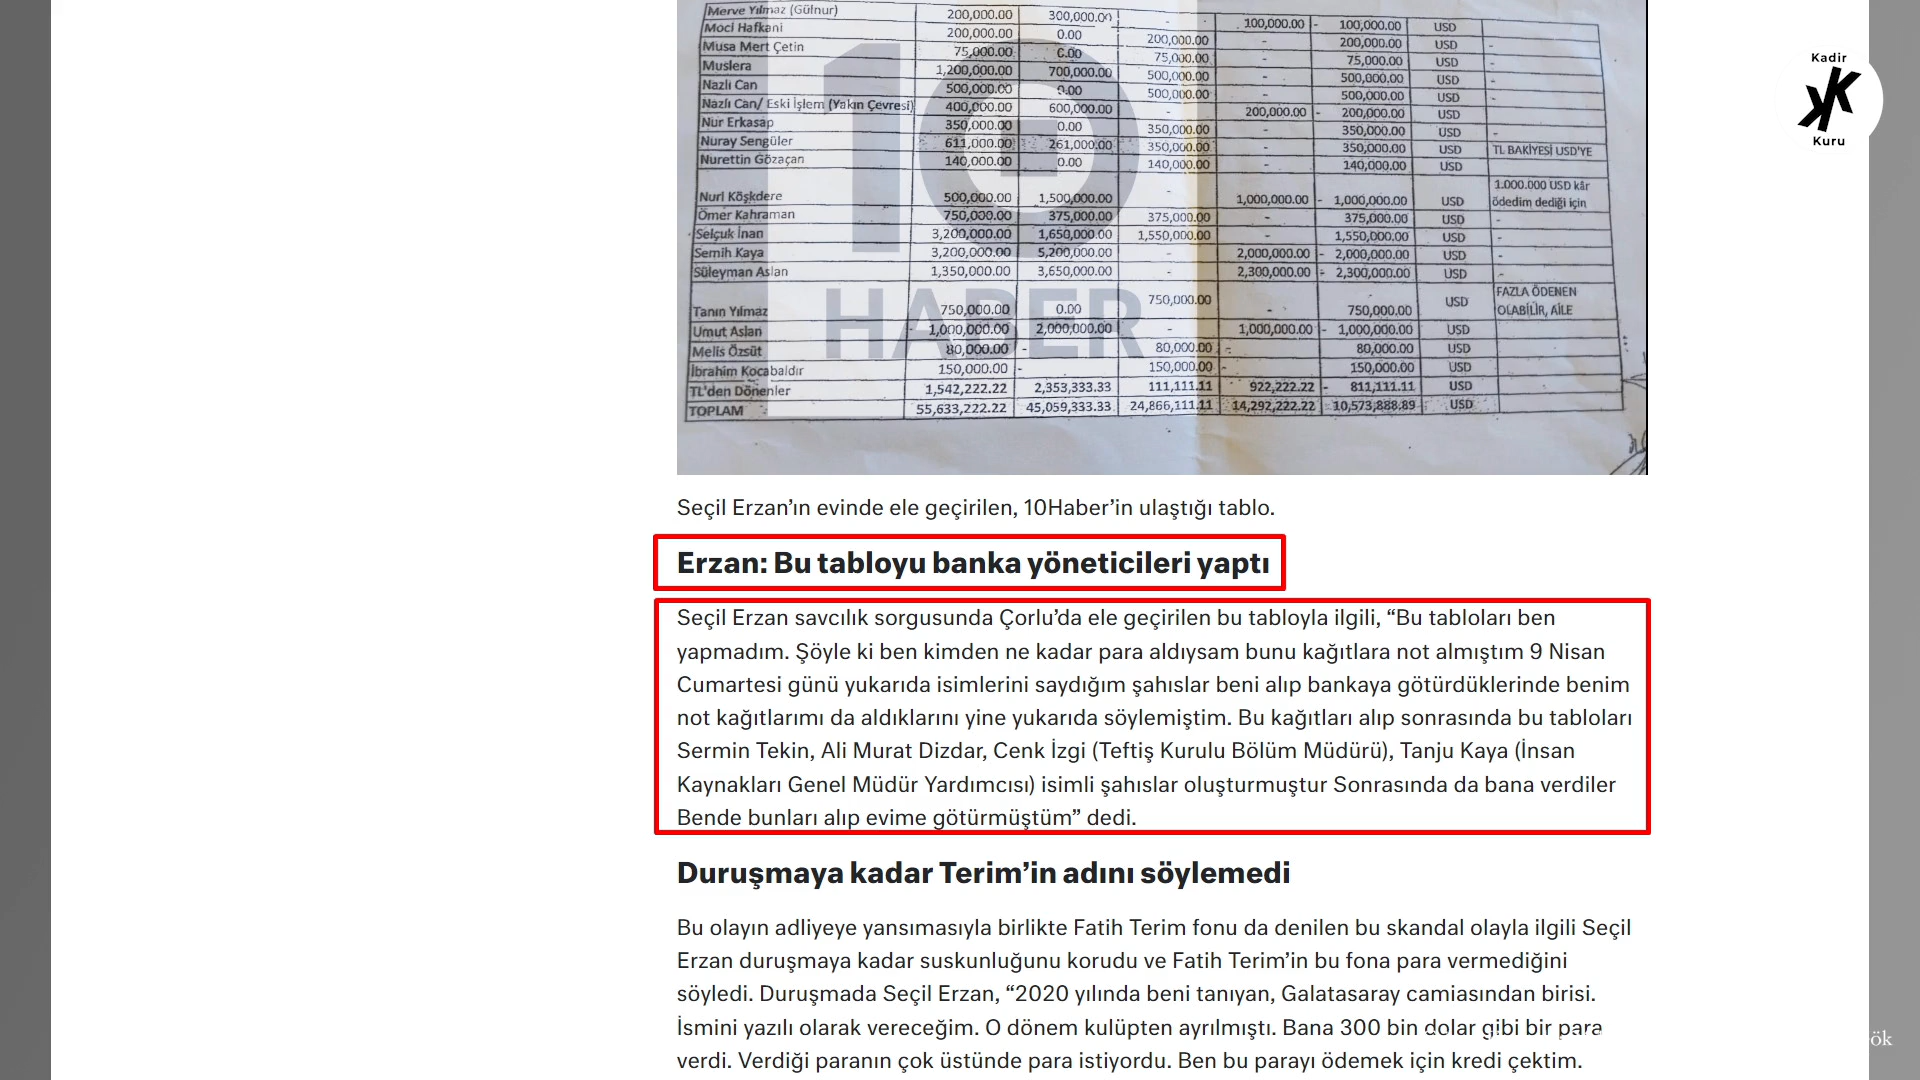 Merve Yılmaz (Gülnur) 200,000.00 300,000.00 - 100,000.00 - 100,000.00 USD
Moci Hafkani 200,000.00 0.00 200,000.00 - 200,000.00 USD -
Musa Mert Çetin 75,000.00 0.00 75,000.00 - 75,000.00 USD -
Muslera 1,200,000.00 700,000.00 500,000.00 - 500,000.00 USD -
Nazlı Can 500,000.00 0.00 500,000.00 - 500,000.00 USD -
Nazlı Can/ Eski İşlem (Yakın Çevresi) 400,000.00 600,000.00 - 200,000.00 - 200,000.00 USD
Nur Erkasap 350,000.00 0.00 350,000.00 - 350,000.00 USD -
Nuray Sengüler 611,000.00 261,000.00 350,000.00 - 350,000.00 USD TL BAKİYESİ USD'YE
Nurettin Gözaçan 140,000.00 0.00 140,000.00 - 140,000.00 USD
Nuri Köşkdere 500,000.00 1,500,000.00 - 1,000,000.00 - 1,000,000.00 USD 1.000.000 USD kâr
ödedim dediği için
Ömer Kahraman 750,000.00 375,000.00 375,000.00 - 375,000.00 USD -
Selçuk İnan 3,200,000.00 1,650,000.00 1,550,000.00 - 1,550,000.00 USD -
Semih Kaya 3,200,000.00 5,200,000.00 - 2,000,000.00 - 2,000,000.00 USD -
Süleyman Aslan 1,350,000.00 3,650,000.00 - 2,300,000.00 - 2,300,000.00 USD -
Tanın Yılmaz 750,000.00 0.00 750,000.00 - 750,000.00 USD FAZLA ÖDENEN
OLABİLİR, AİLE
Umut Aslan 1,000,000.00 2,000,000.00 - 1,000,000.00 - 1,000,000.00 USD
Melis Özsüt 80,000.00 - 80,000.00 - 80,000.00 USD
İbrahim Kocabaldır 150,000.00 - 150,000.00 - 150,000.00 USD
TL'den Dönenler 1,542,222.22 2,353,333.33 111,111.11 922,222.22 - 811,111.11 USD
TOPLAM 55,633,222.22 45,059,333.33 24,866,111.11 14,292,222.22 10,573,888.89 USD
10
HABER
Kadir
KK
Kuru
Seçil Erzan’ın evinde ele geçirilen, 10Haber’in ulaştığı tablo.
Erzan: Bu tabloyu banka yöneticileri yaptı
Seçil Erzan savcılık sorgusunda Çorlu’da ele geçirilen bu tabloyla ilgili, “Bu tabloları ben
yapmadım. Şöyle ki ben kimden ne kadar para aldıysam bunu kağıtlara not almıştım 9 Nisan
Cumartesi günü yukarıda isimlerini saydığım şahıslar beni alıp bankaya götürdüklerinde benim
not kağıtlarımı da aldıklarını yine yukarıda söylemiştim. Bu kağıtları alıp sonrasında bu tabloları
Sermin Tekin, Ali Murat Dizdar, Cenk İzgi (Teftiş Kurulu Bölüm Müdürü), Tanju Kaya (İnsan
Kaynakları Genel Müdür Yardımcısı) isimli şahıslar oluşturmuştur Sonrasında da bana verdiler
Bende bunları alıp evime götürmüştüm” dedi.
Duruşmaya kadar Terim’in adını söylemedi
Bu olayın adliyeye yansımasıyla birlikte Fatih Terim fonu da denilen bu skandal olayla ilgili Seçil
Erzan duruşmaya kadar suskunluğunu korudu ve Fatih Terim’in bu fona para vermediğini
söyledi. Duruşmada Seçil Erzan, “2020 yılında beni tanıyan, Galatasaray camiasından birisi.
İsmini yazılı olarak vereceğim. O dönem kulüpten ayrılmıştı. Bana 300 bin dolar gibi bir para
verdi. Verdiği paranın çok üstünde para istiyordu. Ben bu parayı ödemek için kredi çektim.